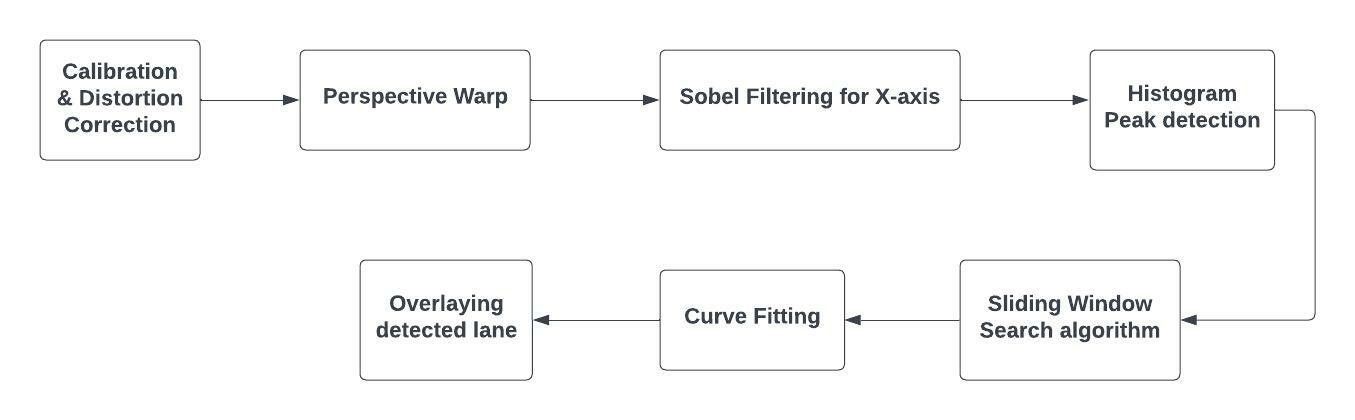 Calibration
& Distortion
Correction
Perspective Warp
Sobel Filtering for X-axis
Histogram
Peak detection
Sliding Window
Search algorithm
Curve Fitting
Overlaying
detected lane